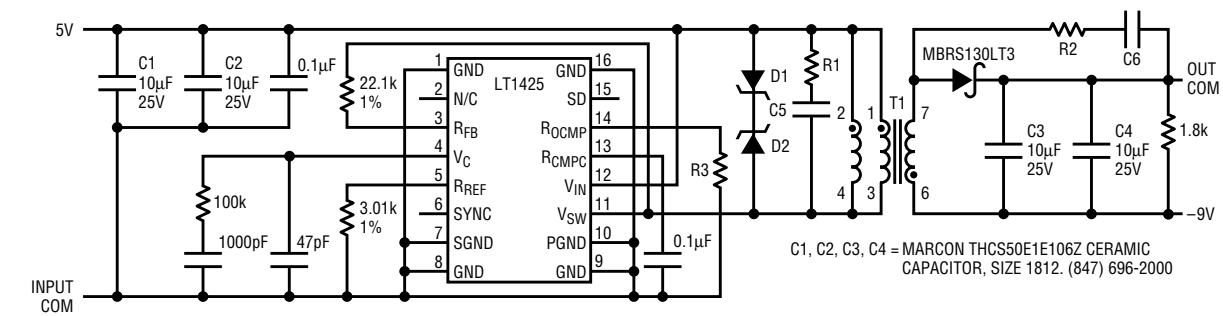 5V
C1
10µF
25V
C2
10µF
25V
0.1µF
22.1k
1%
1
GND
LT1425
GND
16
2
N/C
SD
15
3
RFB
ROCMP
14
4
VC
RCMPC
13
5
RREF
VIN
12
6
SYNC
VSW
11
7
SGND
PGND
10
8
GND
GND
9
100k
1000pF
47pF
3.01k
1%
R3
0.1µF
INPUT
COM
D1
D2
R1
C5
2
4
1
3
T1
7
6
MBRS130LT3
R2
C6
OUT
COM
C3
10µF
25V
C4
10µF
25V
1.8k
–9V
C1, C2, C3, C4 = MARCON THCS50E1E106Z CERAMIC
CAPACITOR, SIZE 1812. (847) 696-2000